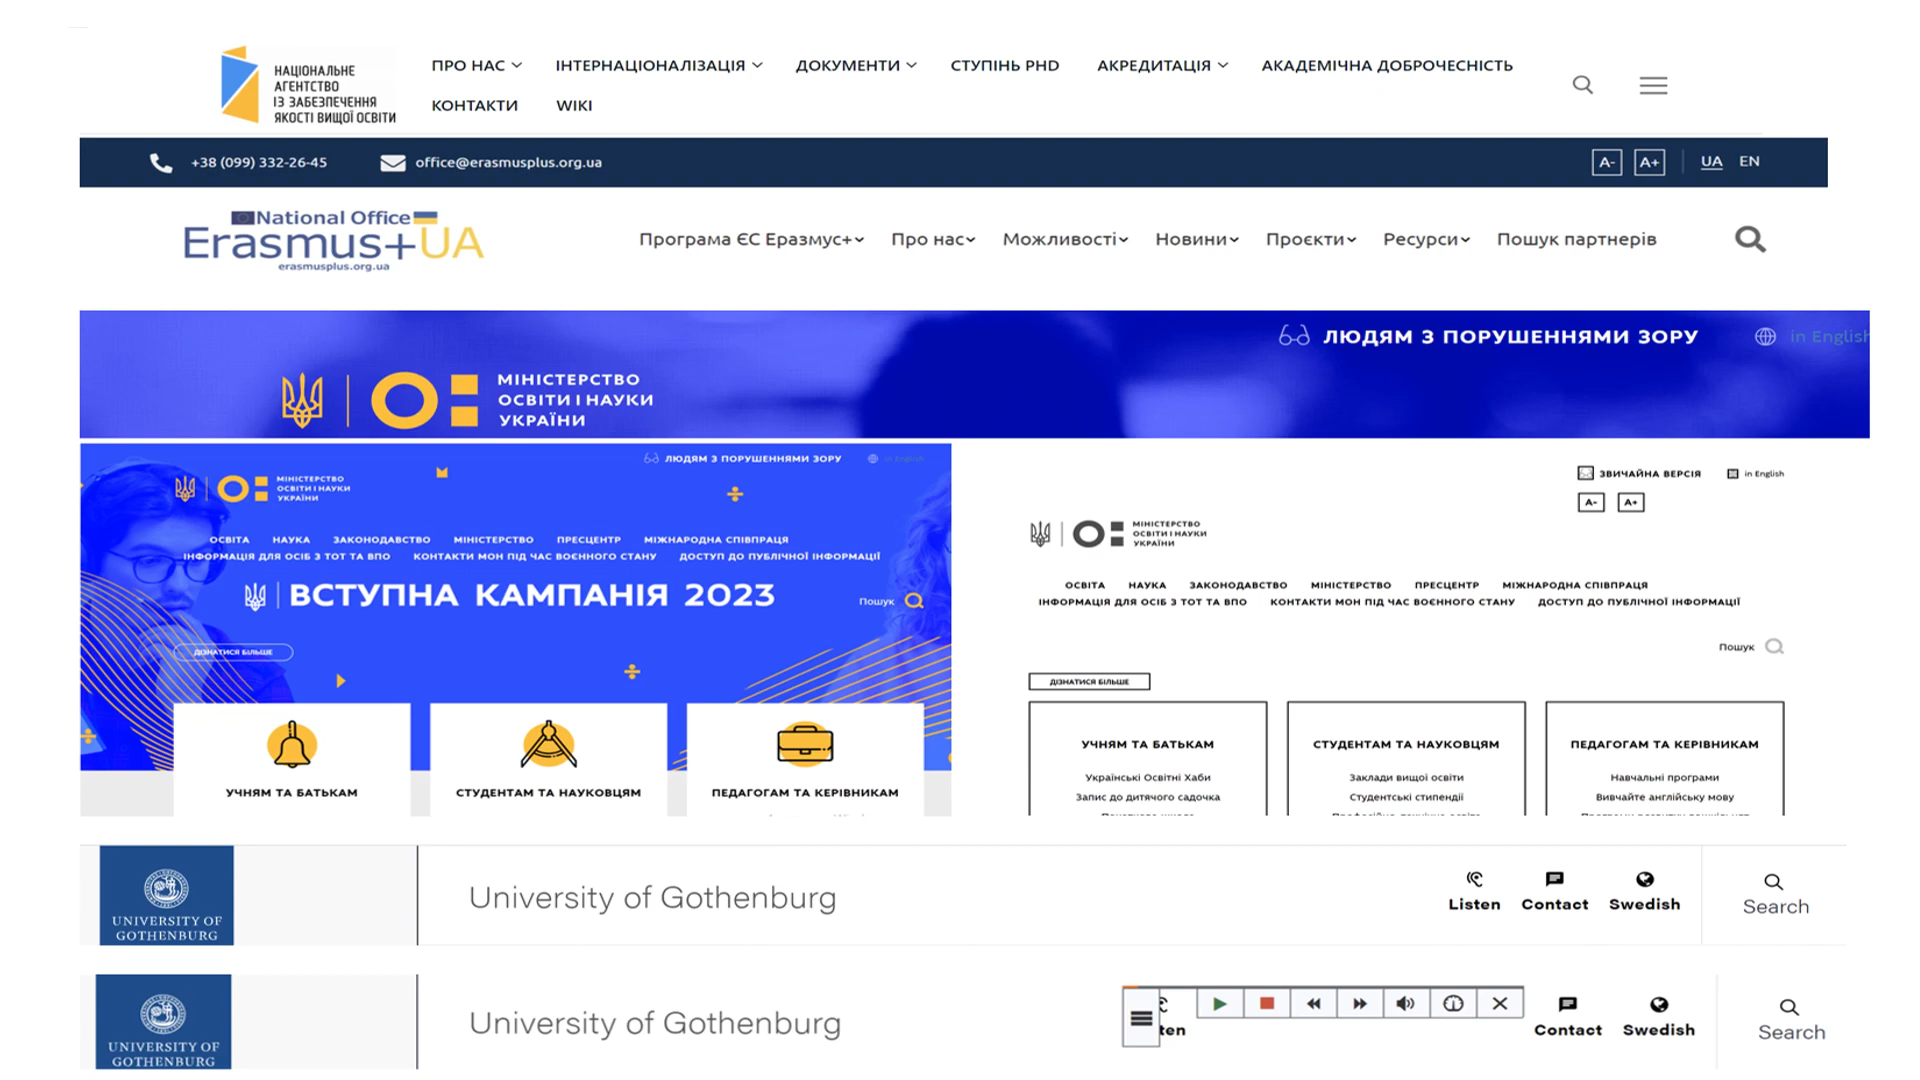 НАЦІОНАЛЬНЕ
АГЕНТСТВО
ІЗ ЗАБЕЗПЕЧЕННЯ
ЯКОСТІ ВИЩОЇ ОСВІТИ
ПРО НАС ІНТЕРНАЦІОНАЛІЗАЦІЯ ДОКУМЕНТИ СТУПІНЬ PHD АКРЕДИТАЦІЯ АКАДЕМІЧНА ДОБРОЧЕСНІСТЬ
КОНТАКТИ WIKI
+38 (099) 332-26-45 office@erasmusplus.org.ua A- A+ UA EN
National Office
Erasmus+UA
erasmusplus.org.ua
Програма ЄС Еразмус+ Про нас Можливості Новини Проєкти Ресурси Пошук партнерів
ЛЮДЯМ З ПОРУШЕННЯМИ ЗОРУ in English
МІНІСТЕРСТВО
ОСВІТИ І НАУКИ
УКРАЇНИ
ЛЮДЯМ З ПОРУШЕННЯМИ ЗОРУ in English
МІНІСТЕРСТВО
ОСВІТИ І НАУКИ
УКРАЇНИ
ОСВІТА НАУКА ЗАКОНОДАВСТВО МІНІСТЕРСТВО ПРЕСЦЕНТР МІЖНАРОДНА СПІВПРАЦЯ
ІНФОРМАЦІЯ ДЛЯ ОСІБ З ТОТ ТА ВПО КОНТАКТИ МОН ПІД ЧАС ВОЄННОГО СТАНУ ДОСТУП ДО ПУБЛІЧНОЇ ІНФОРМАЦІЇ
ВСТУПНА КАМПАНІЯ 2023
Пошук
ДІЗНАТИСЯ БІЛЬШЕ
УЧНЯМ ТА БАТЬКАМ СТУДЕНТАМ ТА НАУКОВЦЯМ ПЕДАГОГАМ ТА КЕРІВНИКАМ
ЗВИЧАЙНА ВЕРСІЯ in English
A- A+
МІНІСТЕРСТВО
ОСВІТИ І НАУКИ
УКРАЇНИ
ОСВІТА НАУКА ЗАКОНОДАВСТВО МІНІСТЕРСТВО ПРЕСЦЕНТР МІЖНАРОДНА СПІВПРАЦЯ
ІНФОРМАЦІЯ ДЛЯ ОСІБ З ТОТ ТА ВПО КОНТАКТИ МОН ПІД ЧАС ВОЄННОГО СТАНУ ДОСТУП ДО ПУБЛІЧНОЇ ІНФОРМАЦІЇ
Пошук
ДІЗНАТИСЯ БІЛЬШЕ
УЧНЯМ ТА БАТЬКАМ СТУДЕНТАМ ТА НАУКОВЦЯМ ПЕДАГОГАМ ТА КЕРІВНИКАМ
Українські Освітні Хаби Заклади вищої освіти Навчальні програми
Запис до дитячого садочка Студентські стипендії Вивчайте англійську мову
UNIVERSITY OF
GOTHENBURG
University of Gothenburg
Listen Contact Swedish Search
UNIVERSITY OF
GOTHENBURG
University of Gothenburg
ten Contact Swedish Search